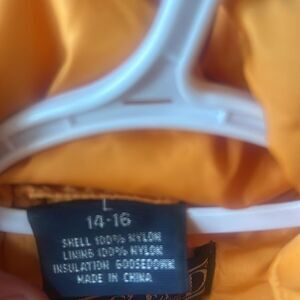 L
14-16
SHELL 100% NYLON
LINING 100% NYLON
INSULATION GOOSEDOWN
MADE IN CHINA